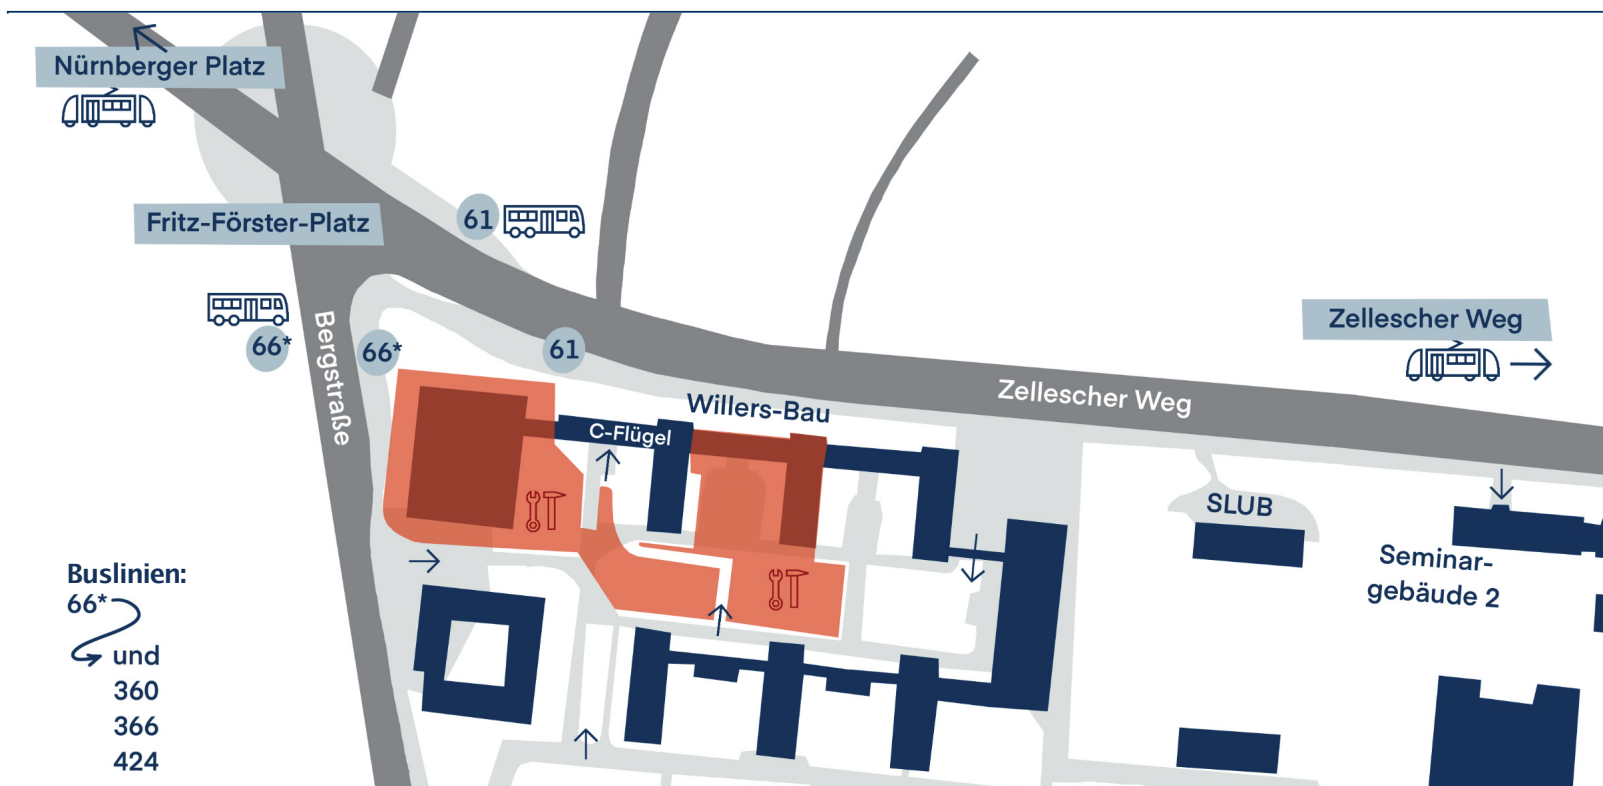 Nürnberger Platz
Fritz-Förster-Platz
61
66*
66*
61
Bergstraße
Zellescher Weg
Zellescher Weg
Willers-Bau
C-Flügel
SLUB
Seminar-
gebäude 2
Buslinien:
66*
und
360
366
424